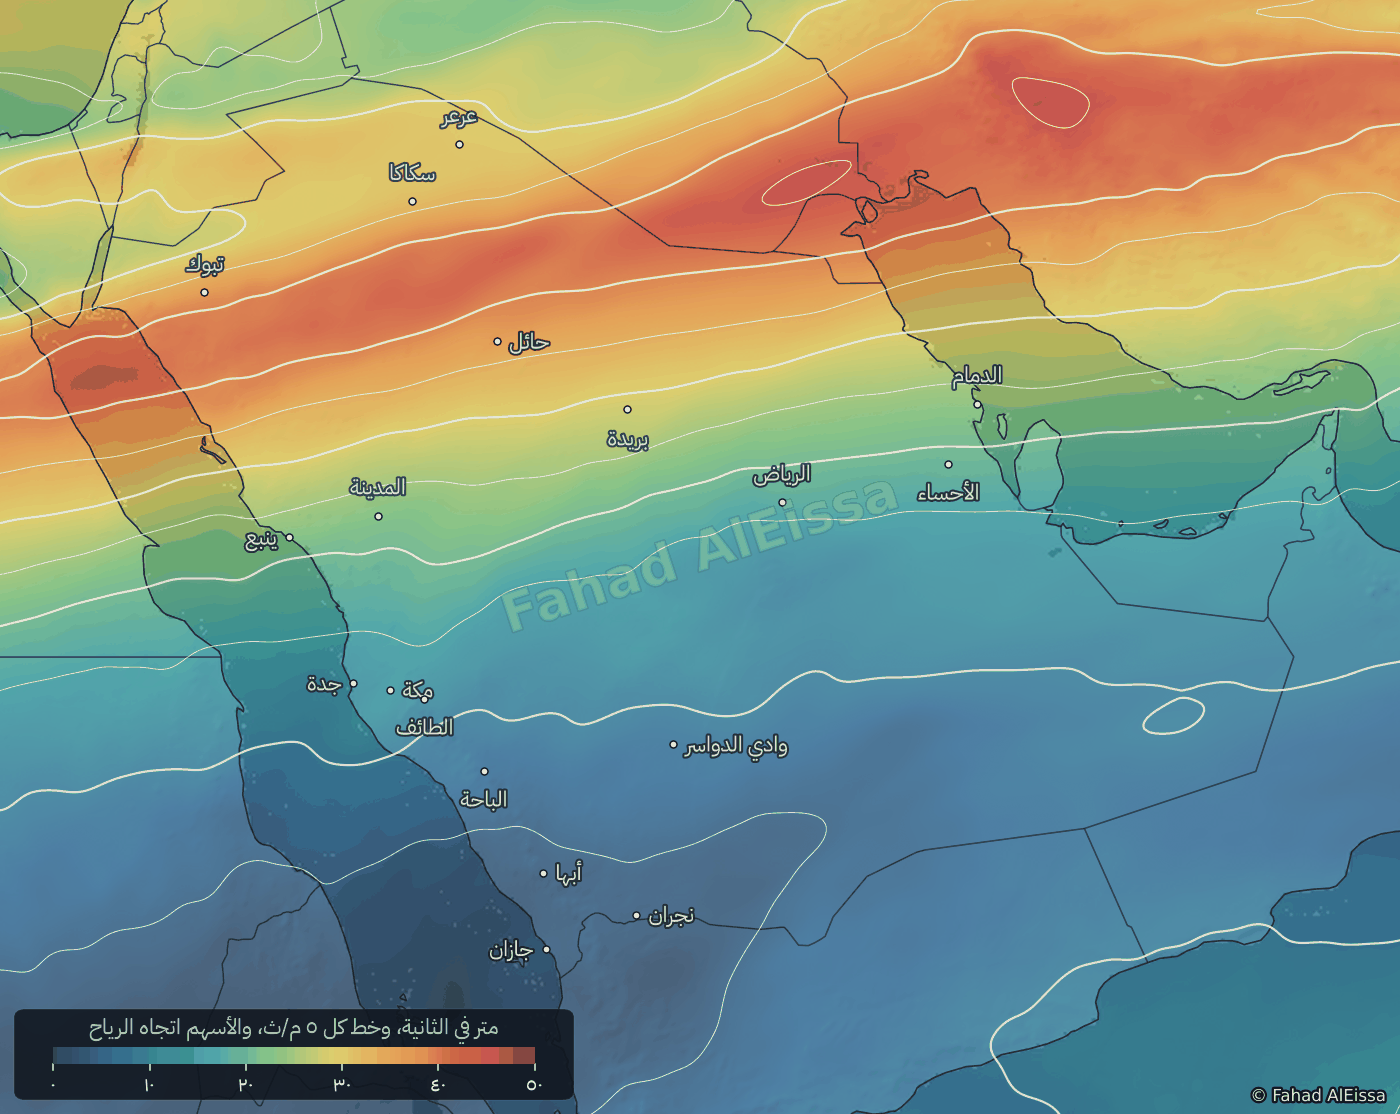 عرعر
سكاكا
تبوك
حائل
الدمام
بريدة
الرياض
المدينة
الأحساء
ينبع
Fahad AlEissa
جدة
مكة
الطائف
وادي الدواسر
الباحة
أبها
نجران
جازان
متر في الثانية، وخط كل ٥ م/ث، والأسهم اتجاه الرياح
٠ ١٠ ٢٠ ٣٠ ٤٠ ٥٠
© Fahad AlEissa